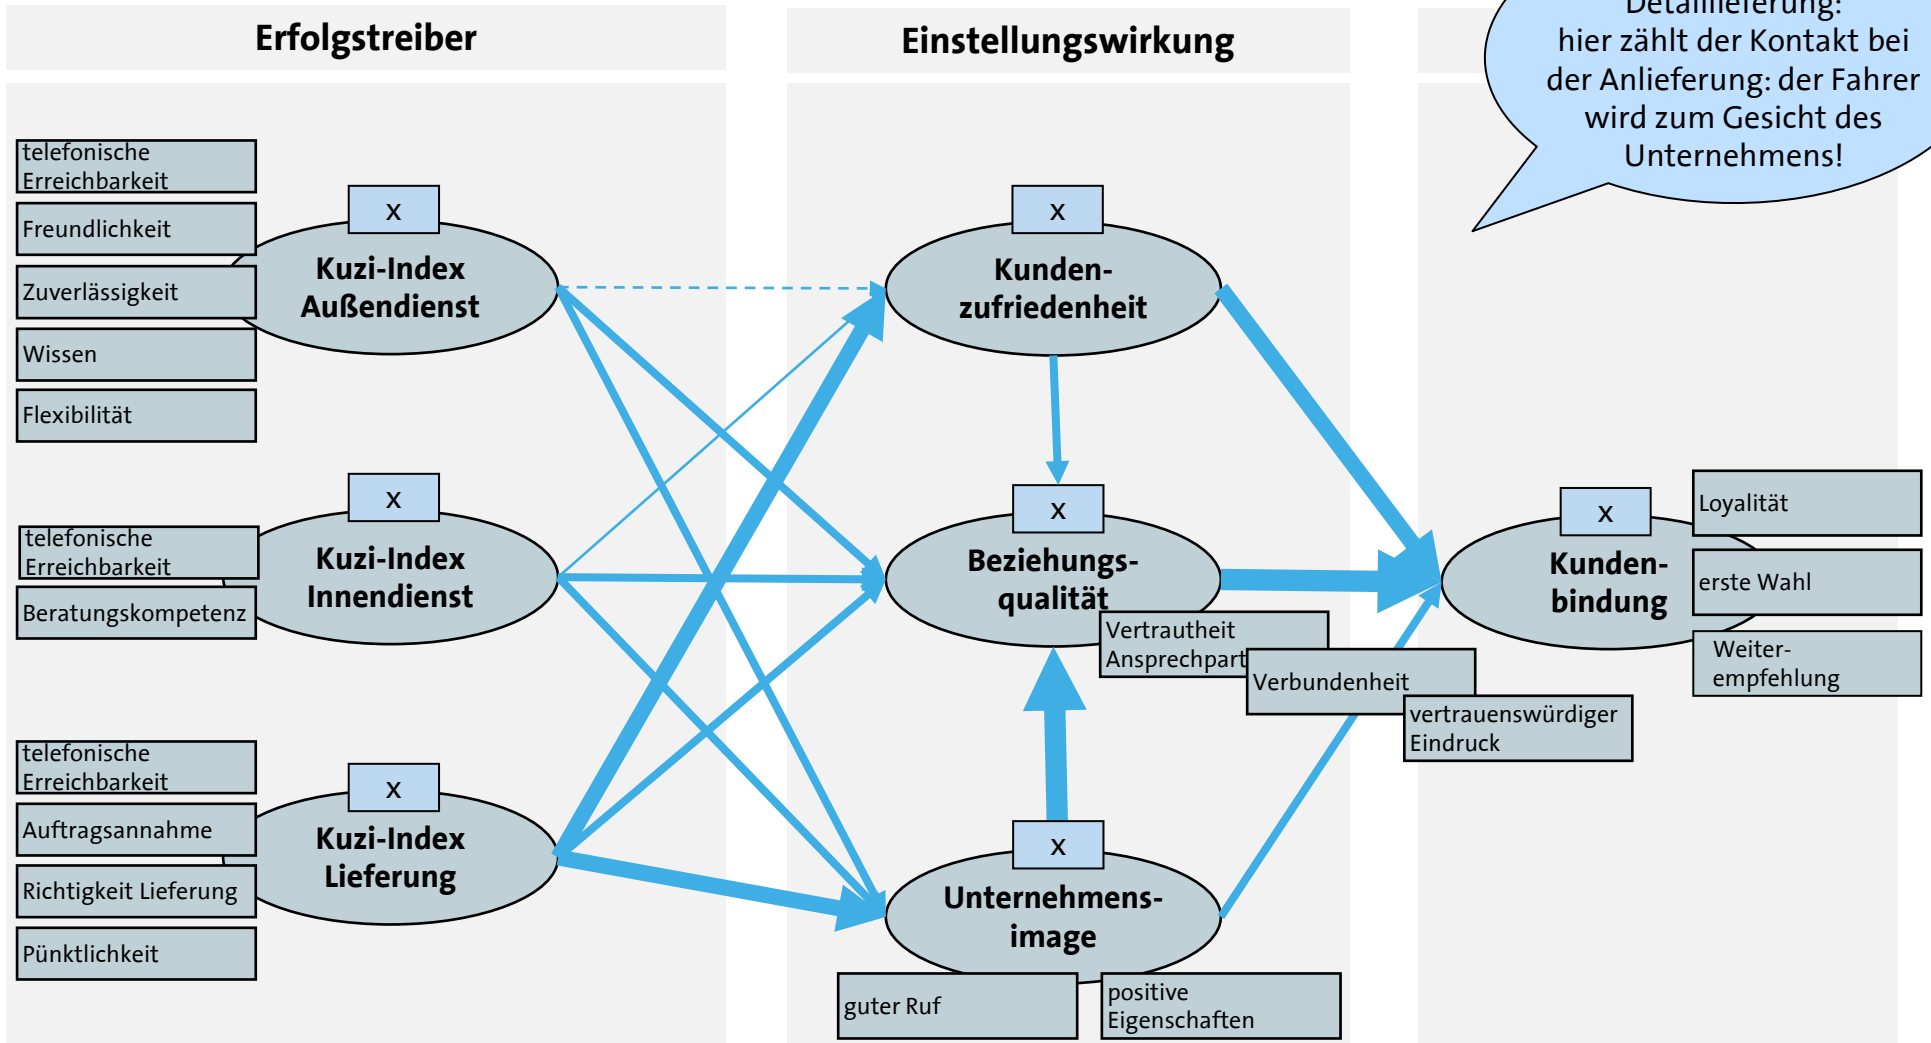 Erfolgstreiber
Einstellungswirkung
Detaillieferung:
hier zählt der Kontakt bei
der Anlieferung: der Fahrer
wird zum Gesicht des
Unternehmens!
telefonische
Erreichbarkeit
Freundlichkeit
Zuverlässigkeit
Wissen
Flexibilität
x
Kuzi-Index
Außendienst
telefonische
Erreichbarkeit
Beratungskompetenz
x
Kuzi-Index
Innendienst
telefonische
Erreichbarkeit
Auftragsannahme
Richtigkeit Lieferung
Pünktlichkeit
x
Kuzi-Index
Lieferung
x
Kunden-
zufriedenheit
x
Beziehungs-
qualität
Vertrautheit
Ansprechpart
Verbundenheit
vertrauenswürdiger
Eindruck
x
Unternehmens-
image
guter Ruf
positive
Eigenschaften
x
Kunden-
bindung
Loyalität
erste Wahl
Weiter-
empfehlung